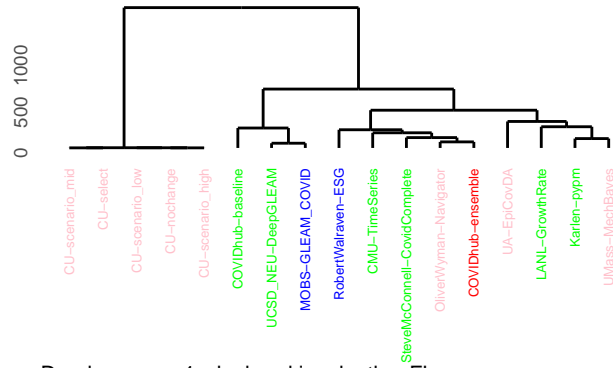 1000
500
0
CU−scenario_mid
CU−select
CU−scenario_low
CU−nochange
CU−scenario_high
COVIDhub−baseline
UCSD_NEU−DeepGLEAM
MOBS−GLEAM_COVID
RobertWalraven−ESG
CMU−TimeSeries
SteveMcConnell−CovidComplete
OliverWyman−Navigator
COVIDhub−ensemble
UA−EpiCovDA
LANL−GrowthRate
Karlen−pypm
UMass−MechBayes